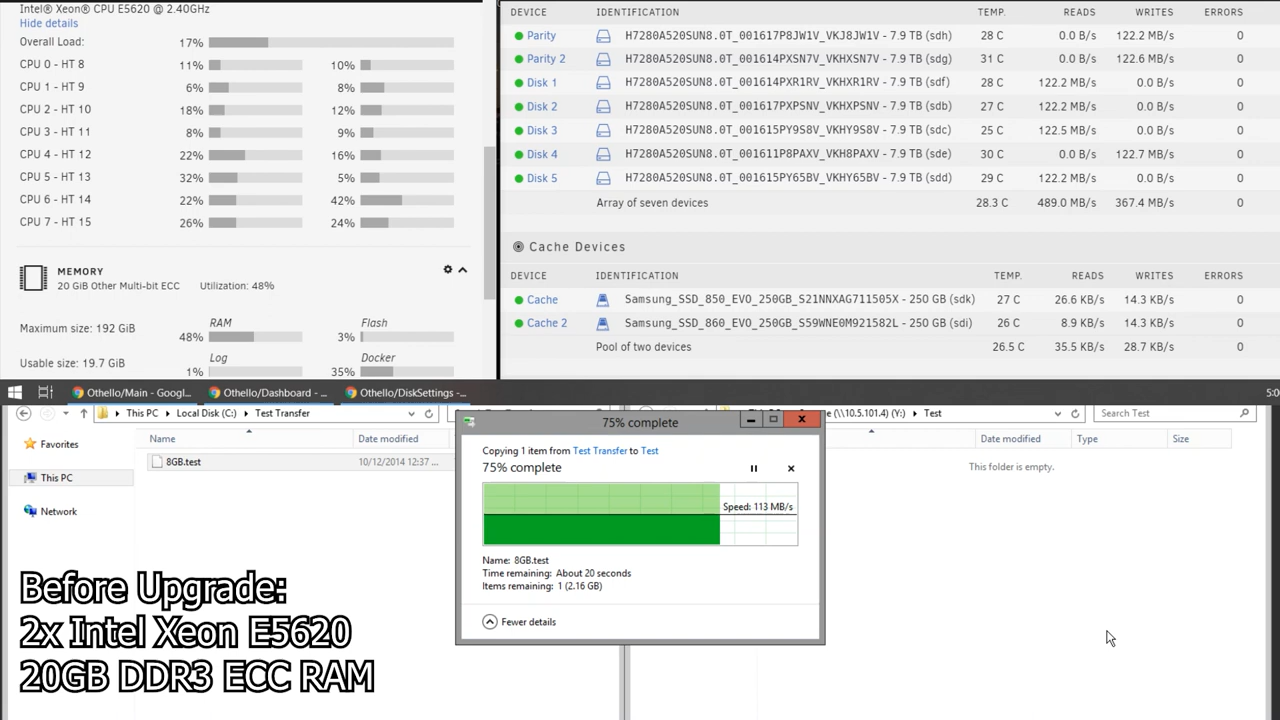 Intel® Xeon® CPU E5620 @ 2.40GHz
Hide details
Overall Load: 17%
CPU 0 - HT 8 11% 10%
CPU 1 - HT 9 6% 8%
CPU 2 - HT 10 18% 12%
CPU 3 - HT 11 8% 9%
CPU 4 - HT 12 22% 16%
CPU 5 - HT 13 32% 5%
CPU 6 - HT 14 22% 42%
CPU 7 - HT 15 26% 24%
MEMORY
20 GiB Other Multi-bit ECC Utilization: 48%
RAM Flash
Maximum size: 192 GiB 48% 3%
Log Docker
Usable size: 19.7 GiB 1% 35%
DEVICE IDENTIFICATION TEMP. READS WRITES ERRORS
Parity H7280A520SUN8.0T_001617P8JW1V_VKJ8JW1V - 7.9 TB (sdh) 28 C 0.0 B/s 122.2 MB/s 0
Parity 2 H7280A520SUN8.0T_001614PXSN7V_VKHXSN7V - 7.9 TB (sdg) 31 C 0.0 B/s 122.6 MB/s 0
Disk 1 H7280A520SUN8.0T_001614PXR1RV_VKHXR1RV - 7.9 TB (sdf) 28 C 122.2 MB/s 0.0 B/s 0
Disk 2 H7280A520SUN8.0T_001617PXPSNV_VKHXPSNV - 7.9 TB (sdb) 27 C 122.2 MB/s 0.0 B/s 0
Disk 3 H7280A520SUN8.0T_001615PY9S8V_VKHY9S8V - 7.9 TB (sdc) 25 C 122.5 MB/s 0.0 B/s 0
Disk 4 H7280A520SUN8.0T_001611P8PAXV_VKH8PAXV - 7.9 TB (sde) 30 C 0.0 B/s 122.7 MB/s 0
Disk 5 H7280A520SUN8.0T_001615PY65BV_VKHY65BV - 7.9 TB (sdd) 29 C 122.2 MB/s 0.0 B/s 0
Array of seven devices 28.3 C 489.0 MB/s 367.4 MB/s 0
Cache Devices
DEVICE IDENTIFICATION TEMP. READS WRITES ERRORS
Cache Samsung_SSD_850_EVO_250GB_S21NNXAG711505X - 250 GB (sdk) 27 C 26.6 KB/s 14.3 KB/s 0
Cache 2 Samsung_SSD_860_EVO_250GB_S59WNE0M921582L - 250 GB (sdi) 26 C 8.9 KB/s 14.3 KB/s 0
Pool of two devices 26.5 C 35.5 KB/s 28.7 KB/s 0
Othello/Main - Googl... Othello/Dashboard - ... Othello/DiskSettings -... 5:0
This PC Local Disk (C:) Test Transfer
Favorites
This PC
Network
Name Date modified
8GB.test 10/12/2014 12:37 ...
75% complete
Copying 1 item from Test Transfer to Test
75% complete
Speed: 113 MB/s
Name: 8GB.test
Time remaining: About 20 seconds
Items remaining: 1 (2.16 GB)
Fewer details
(\\10.5.101.4) (Y:) Test Search Test
Date modified Type Size
This folder is empty.
Before Upgrade:
2x Intel Xeon E5620
20GB DDR3 ECC RAM